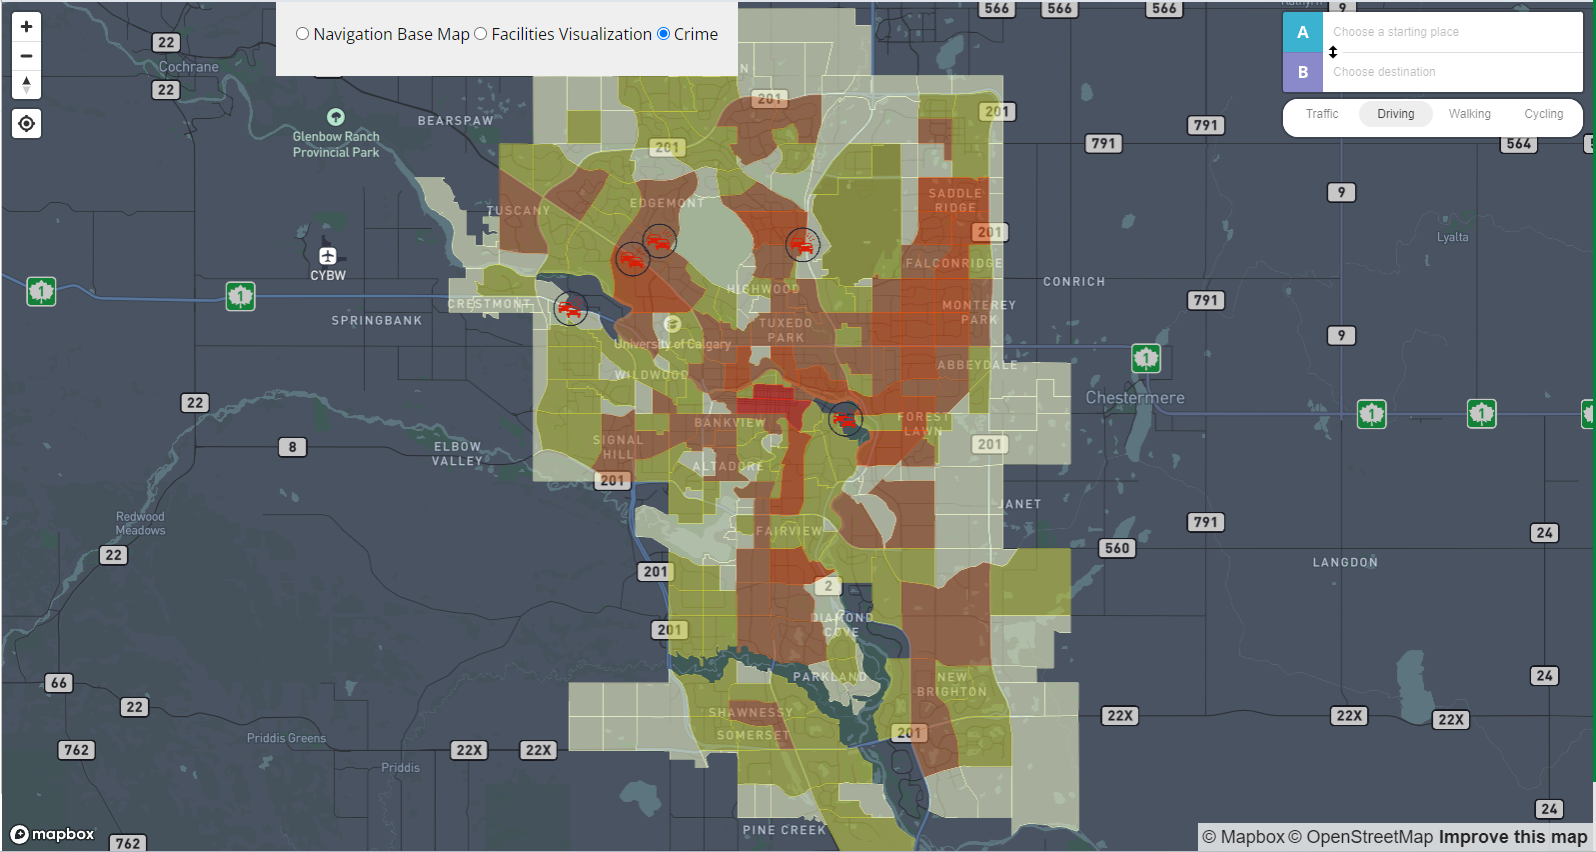 566
566
566
9
22
Cochrane
22
Navigation Base Map
Facilities Visualization
Crime
N
A
Choose a starting place
B
Choose destination
Traffic
Driving
Walking
Cycling
201
201
791
791
564
BEARSPAW
Glenbow Ranch
Provincial Park
201
9
TUSCANY
EDGEMONT
SADDLE
RIDGE
201
Lyalta
CYBW
FALCONRIDGE
CONRICH
1
1
CRESTMONT
HIGHWOOD
MONTEREY
PARK
791
SPRINGBANK
University of Calgary
TUXEDO
PARK
9
WILDWOOD
ABBEYDALE
1
Chestermere
22
1
1
BANKVIEW
FOREST
LAWN
8
ELBOW
VALLEY
SIGNAL
HILL
201
ALTADORE
201
JANET
Redwood
Meadows
791
FAIRVIEW
24
22
560
LANGDON
201
2
DIAMOND
COVE
201
PARKLAND
NEW
BRIGHTON
66
24
22
SHAWNESSY
SOMERSET
201
22X
22X
22X
762
Priddis Greens
22X
22X
Priddis
24
mapbox
762
PINE CREEK
© Mapbox © OpenStreetMap Improve this map